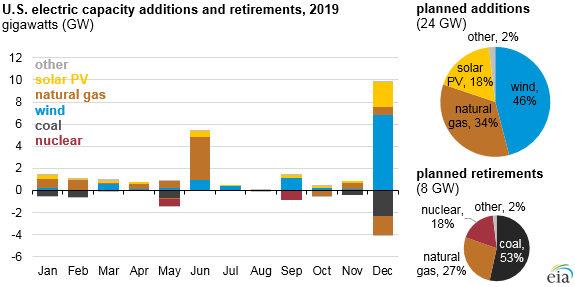 U.S. electric capacity additions and retirements, 2019
gigawatts (GW)
12
10
8
6
4
2
0
-2
-4
-6
other
solar PV
natural gas
wind
coal
nuclear
Jan Feb Mar Apr May Jun Jul Aug Sep Oct Nov Dec
planned additions
(24 GW)
other, 2%
solar
PV, 18%
wind,
46%
natural
gas, 34%
planned retirements
(8 GW)
other, 2%
nuclear,
18%
coal,
53%
natural
gas, 27%
eia